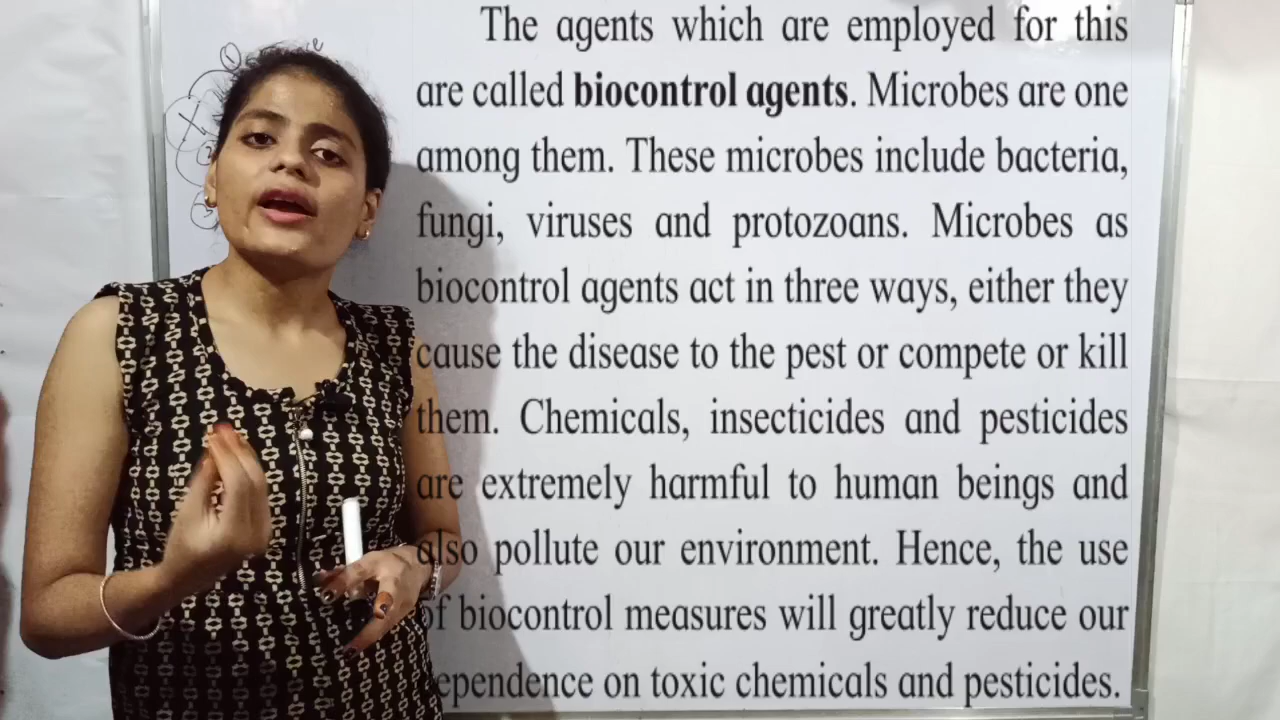 The agents which are employed for this
are called biocontrol agents. Microbes are one
among them. These microbes include bacteria,
fungi, viruses and protozoans. Microbes as
biocontrol agents act in three ways, either they
cause the disease to the pest or compete or kill
them. Chemicals, insecticides and pesticides
are extremely harmful to human beings and
also pollute our environment. Hence, the use
of biocontrol measures will greatly reduce our
dependence on toxic chemicals and pesticides.